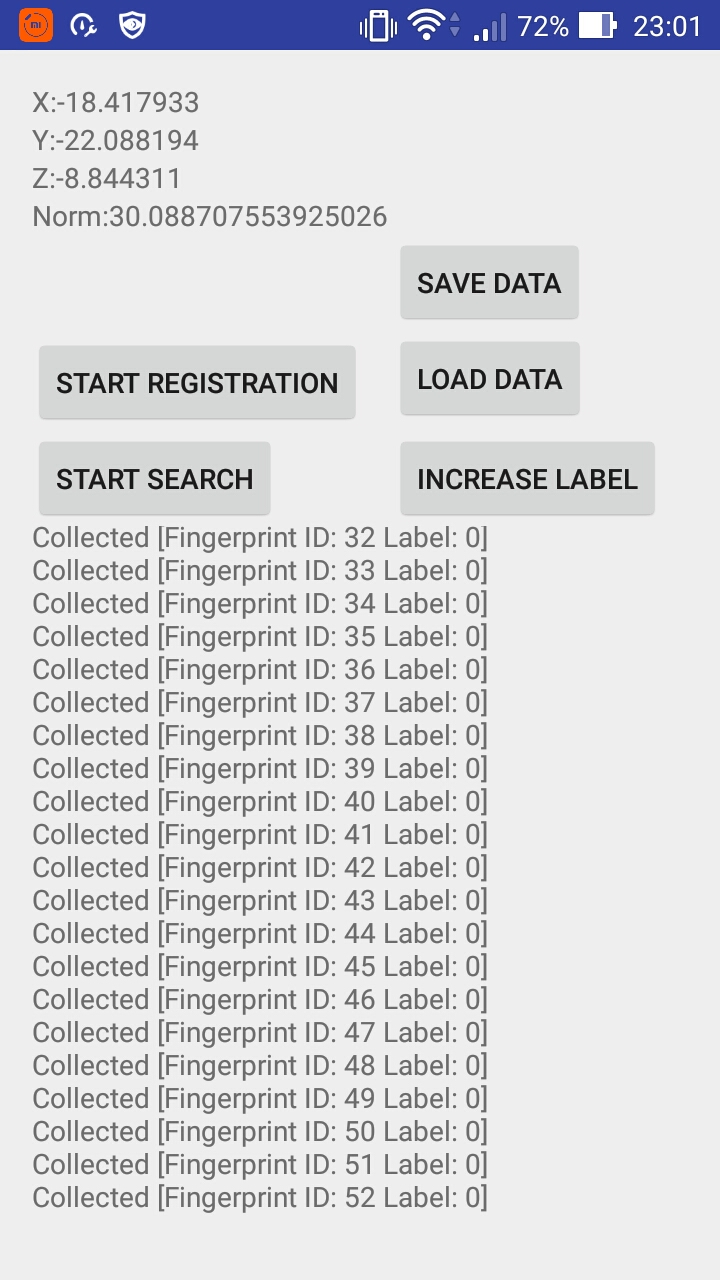 mi 72% 23:01
X:-18.417933
Y:-22.088194
Z:-8.844311
Norm:30.088707553925026
SAVE DATA
START REGISTRATION
LOAD DATA
START SEARCH
INCREASE LABEL
Collected [Fingerprint ID: 32 Label: 0]
Collected [Fingerprint ID: 33 Label: 0]
Collected [Fingerprint ID: 34 Label: 0]
Collected [Fingerprint ID: 35 Label: 0]
Collected [Fingerprint ID: 36 Label: 0]
Collected [Fingerprint ID: 37 Label: 0]
Collected [Fingerprint ID: 38 Label: 0]
Collected [Fingerprint ID: 39 Label: 0]
Collected [Fingerprint ID: 40 Label: 0]
Collected [Fingerprint ID: 41 Label: 0]
Collected [Fingerprint ID: 42 Label: 0]
Collected [Fingerprint ID: 43 Label: 0]
Collected [Fingerprint ID: 44 Label: 0]
Collected [Fingerprint ID: 45 Label: 0]
Collected [Fingerprint ID: 46 Label: 0]
Collected [Fingerprint ID: 47 Label: 0]
Collected [Fingerprint ID: 48 Label: 0]
Collected [Fingerprint ID: 49 Label: 0]
Collected [Fingerprint ID: 50 Label: 0]
Collected [Fingerprint ID: 51 Label: 0]
Collected [Fingerprint ID: 52 Label: 0]